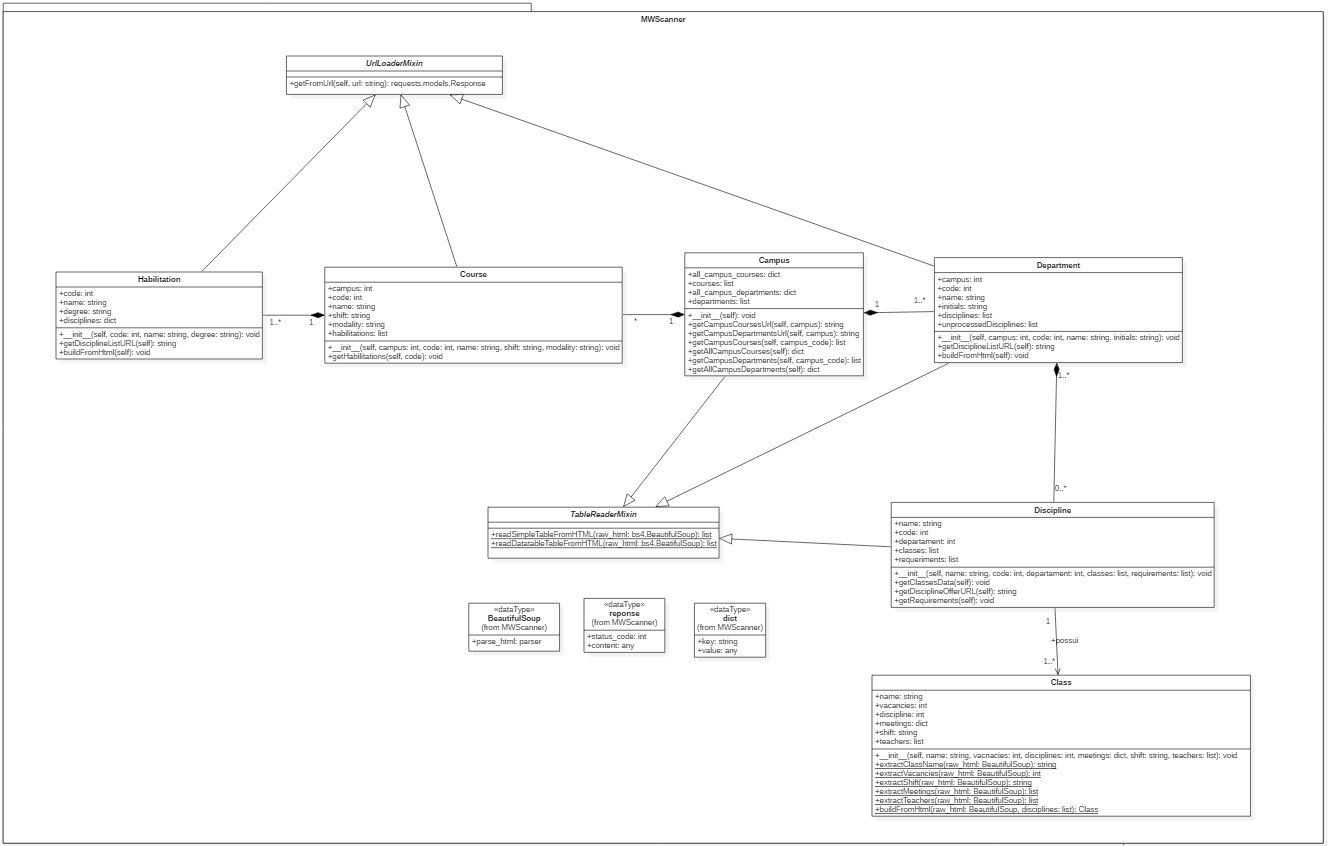 MWScanner
UrlLoaderMixin
+getFromUrl(self, url: string): requests.models.Response
Habilitation
+code: int
+name: string
+degree: string
+disciplines: dict
+__init__(self, code: int, name: string, degree: string): void
+getDisciplineListURL(self): string
+buildFromHtml(self): void
1..*
1
Course
+campus: int
+code: int
+name: string
+shift: string
+modality: string
+habilitations: list
+__init__(self, campus: int, code: int, name: string, shift: string, modality: string): void
+getHabilitations(self, code): void
*
1
Campus
+all_campus_courses: dict
+courses: list
+all_campus_departments: dict
+departments: list
+__init__(self): void
+getCampusCoursesUrl(self, campus): string
+getCampusDepartmentsUrl(self, campus): string
+getCampusCourses(self, campus_code): list
+getAllCampusCourses(self): dict
+getCampusDepartments(self, campus_code): list
+getAllCampusDepartments(self): dict
1
1..*
Department
+campus: int
+code: int
+name: string
+initials: string
+disciplines: list
+unprocessedDisciplines: list
+__init__(self, campus: int, code: int, name: string, initials: string): void
+getDisciplineListURL(self): string
+buildFromHtml(self): void
1..*
0..*
TableReaderMixin
+readSimpleTableFromHTML(raw_html: bs4.BeautifulSoup): list
+readDatatableTableFromHTML(raw_html: bs4.BeatifulSoup): list
Discipline
+name: string
+code: int
+departament: int
+classes: list
+requeriments: list
+__init__(self, name: string, code: int, departament: int, classes: list, requirements: list): void
+getClassesData(self): void
+getDisciplineOfferURL(self): string
+getRequirements(self): void
«dataType»
BeautifulSoup
(from MWScanner)
+parse_html: parser
«dataType»
reponse
(from MWScanner)
+status_code: int
+content: any
«dataType»
dict
(from MWScanner)
+key: string
+value: any
1
+possui
1..*
Class
+name: string
+vacancies: int
+discipline: int
+meetings: dict
+shift: string
+teachers: list
+__init__(self, name: string, vacnacies: int, disciplines: int, meetings: dict, shift: string, teachers: list): void
+extractClassName(raw_html: BeautifulSoup): string
+extractVacancies(raw_html: BeautifulSoup): int
+extractShift(raw_html: BeautifulSoup): string
+extractMeetings(raw_html: BeautifulSoup): list
+extractTeachers(raw_html: BeautifulSoup): list
+buildFromHtml(raw_html: BeautifulSoup, disciplines: list): Class